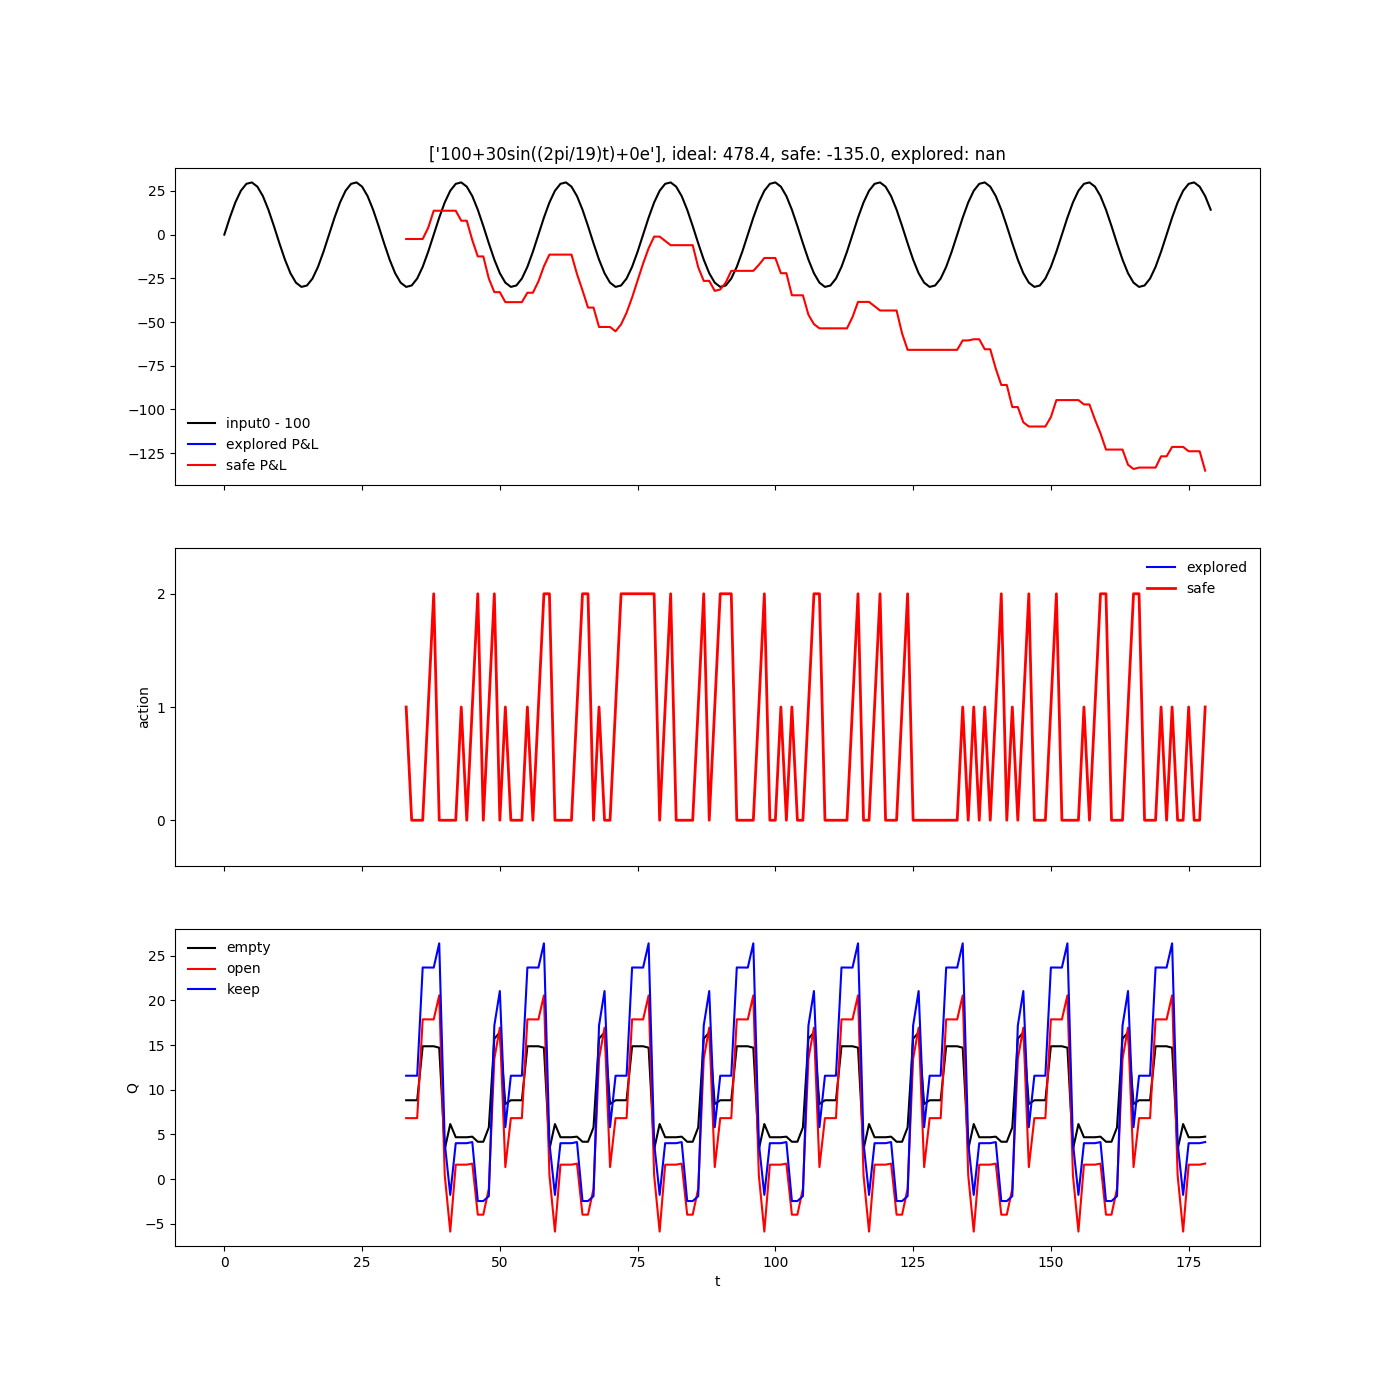 ['100+30sin((2pi/19)t)+0e'], ideal: 478.4, safe: -135.0, explored: nan
25
0
−25
−50
−75
−100
−125
input0 - 100
explored P&L
safe P&L
2
1
0
action
explored
safe
25
20
15
10
5
0
−5
Q
empty
open
keep
0
25
50
75
100
125
150
175
t